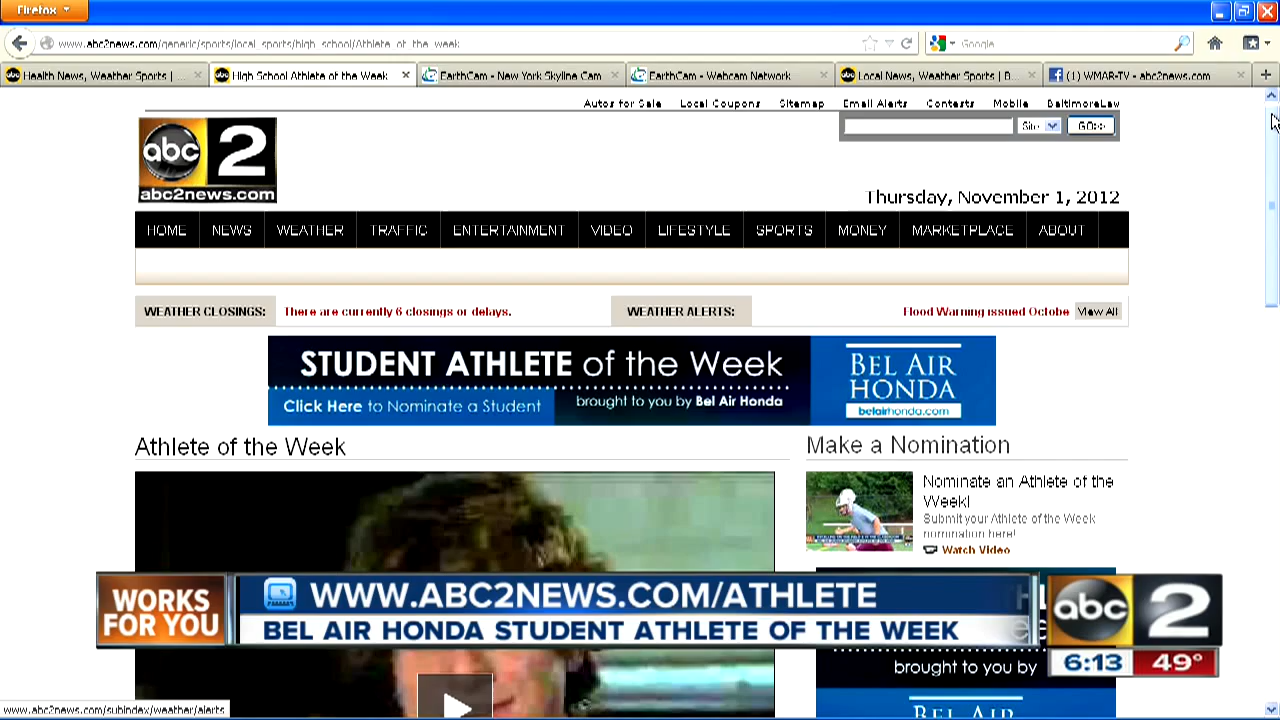 Firefox
www.abc2news.com/generic/sports/local_sports/high_school/Athlete_of_the_week
Google
Health News, Weather Sports | ...
High School Athlete of the Week
EarthCam - New York Skyline Cam
EarthCam - Webcam Network
Local News, Weather Sports | B...
(1) WMAR-TV - abc2news.com
Autos for Sale Local Coupons Sitemap Email Alerts Contests Mobile BaltimoreLaw
Site GO>>
abc 2
abc2news.com
Thursday, November 1, 2012
HOME NEWS WEATHER TRAFFIC ENTERTAINMENT VIDEO LIFESTYLE SPORTS MONEY MARKETPLACE ABOUT
WEATHER CLOSINGS: There are currently 6 closings or delays. WEATHER ALERTS: Flood Warning issued Octobe View All
STUDENT ATHLETE of the Week
Click Here to Nominate a Student
brought to you by Bel Air Honda
BEL AIR
HONDA
belairhonda.com
Athlete of the Week
Make a Nomination
Nominate an Athlete of the
Week!
Submit your Athlete of the Week
nomination here!
Watch Video
WORKS
FOR YOU
WWW.ABC2NEWS.COM/ATHLETE
BEL AIR HONDA STUDENT ATHLETE OF THE WEEK
abc 2
6:13 49°
brought to you by
BEL AIR
www.abc2news.com/subindex/weather/alerts